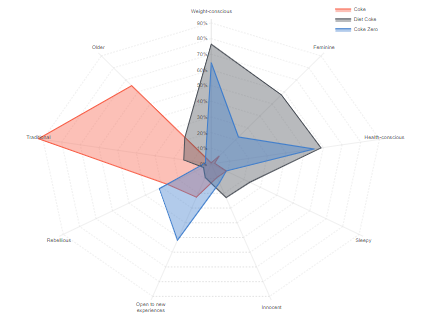 Coke
Diet Coke
Coke Zero
Weight-conscious
90%
80%
70%
60%
50%
40%
30%
20%
10%
0%
Older
Feminine
Traditional
Health-conscious
Rebellious
Sleepy
Open to new
experiences
Innocent